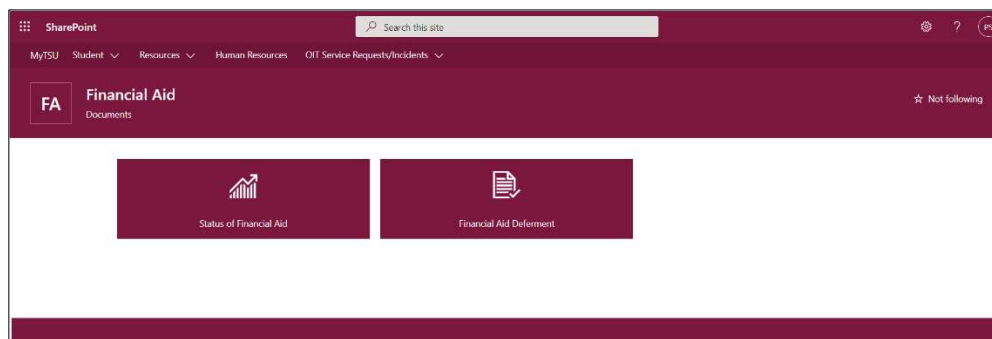 SharePoint
Search this site
?
PS
MyTSU Student Resources Human Resources OIT Service Requests/Incidents
FA
Financial Aid
Documents
Not following
Status of Financial Aid
Financial Aid Deferment